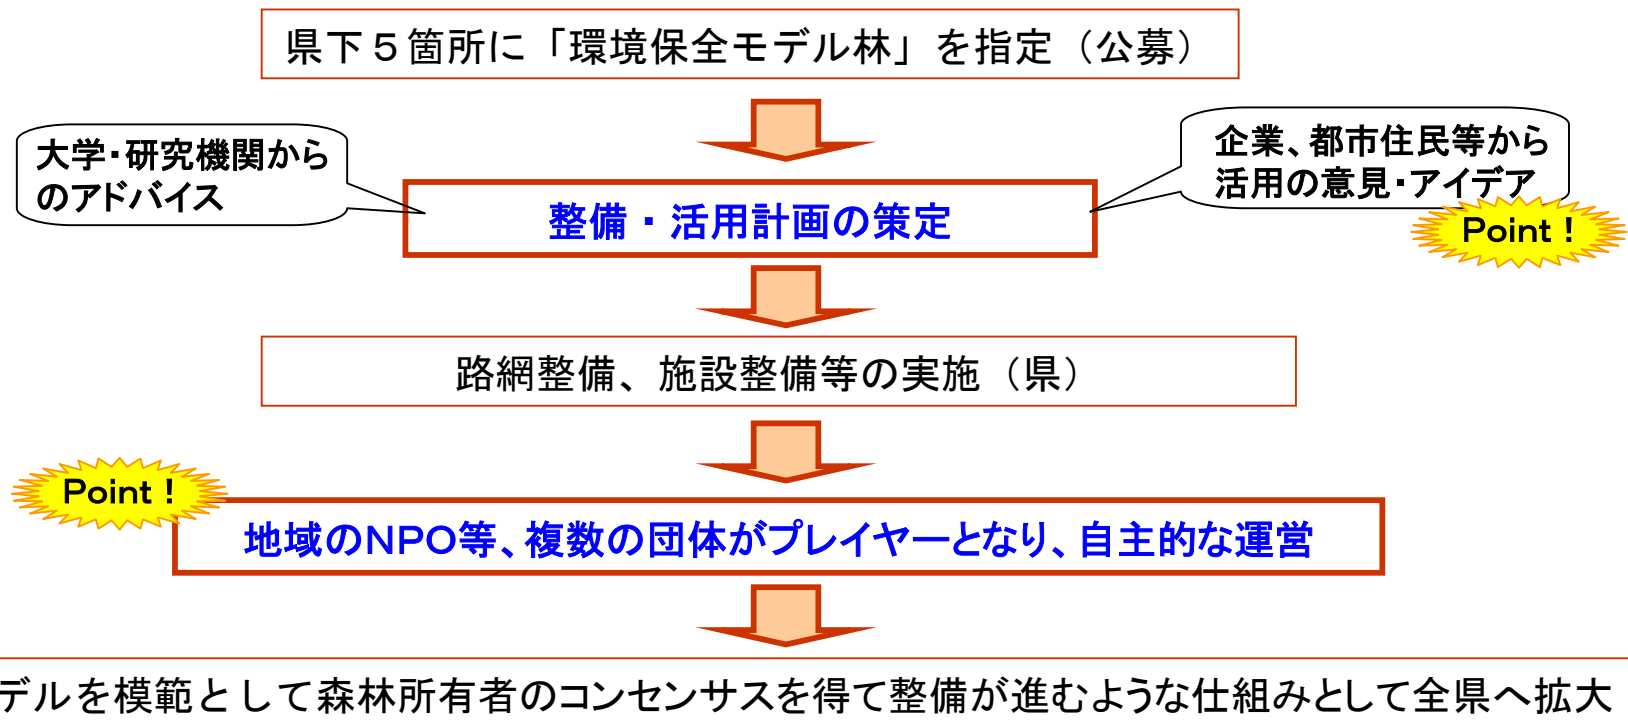 県下５箇所に「環境保全モデル林」を指定（公募）
大学・研究機関から
のアドバイス
企業、都市住民等から
活用の意見・アイデア
Point！
整備・活用計画の策定
路網整備、施設整備等の実施（県）
Point！
地域のNPO等、複数の団体がプレイヤーとなり、自主的な運営
デルを模範として森林所有者のコンセンサスを得て整備が進むような仕組みとして全県へ拡大